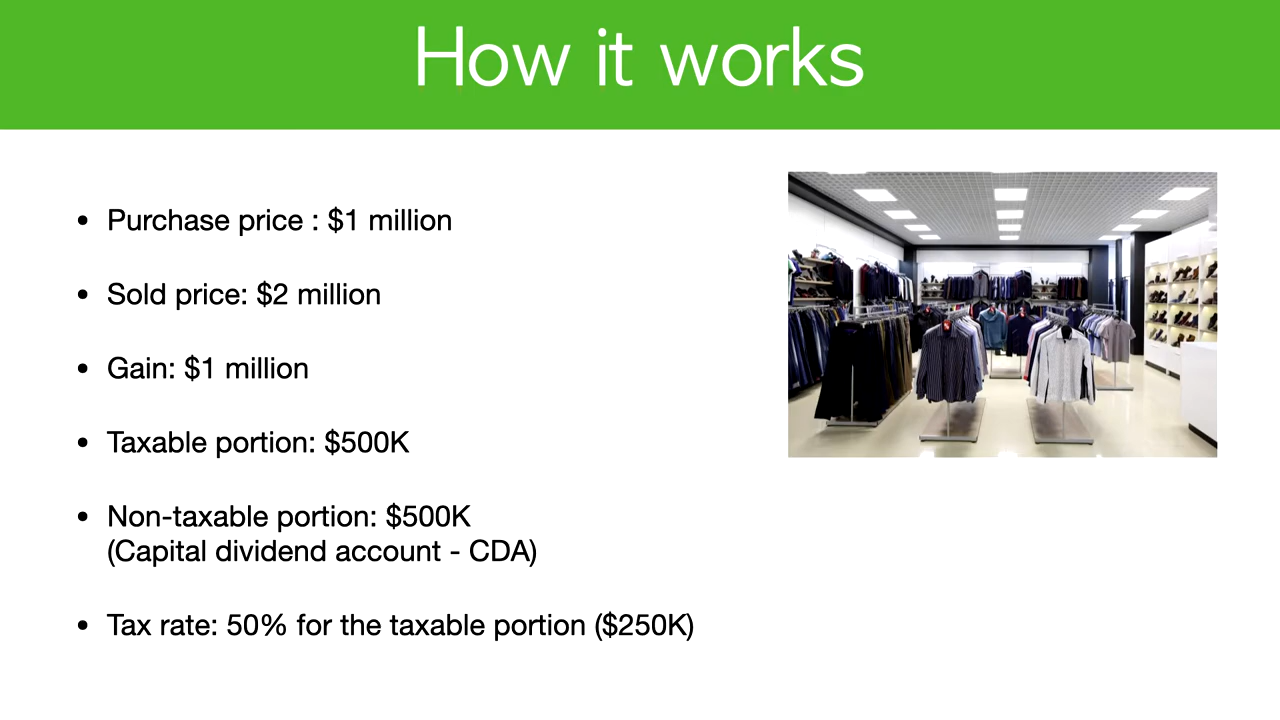 How it works
• Purchase price : $1 million
• Sold price: $2 million
• Gain: $1 million
• Taxable portion: $500K
• Non-taxable portion: $500K
(Capital dividend account - CDA)
• Tax rate: 50% for the taxable portion ($250K)